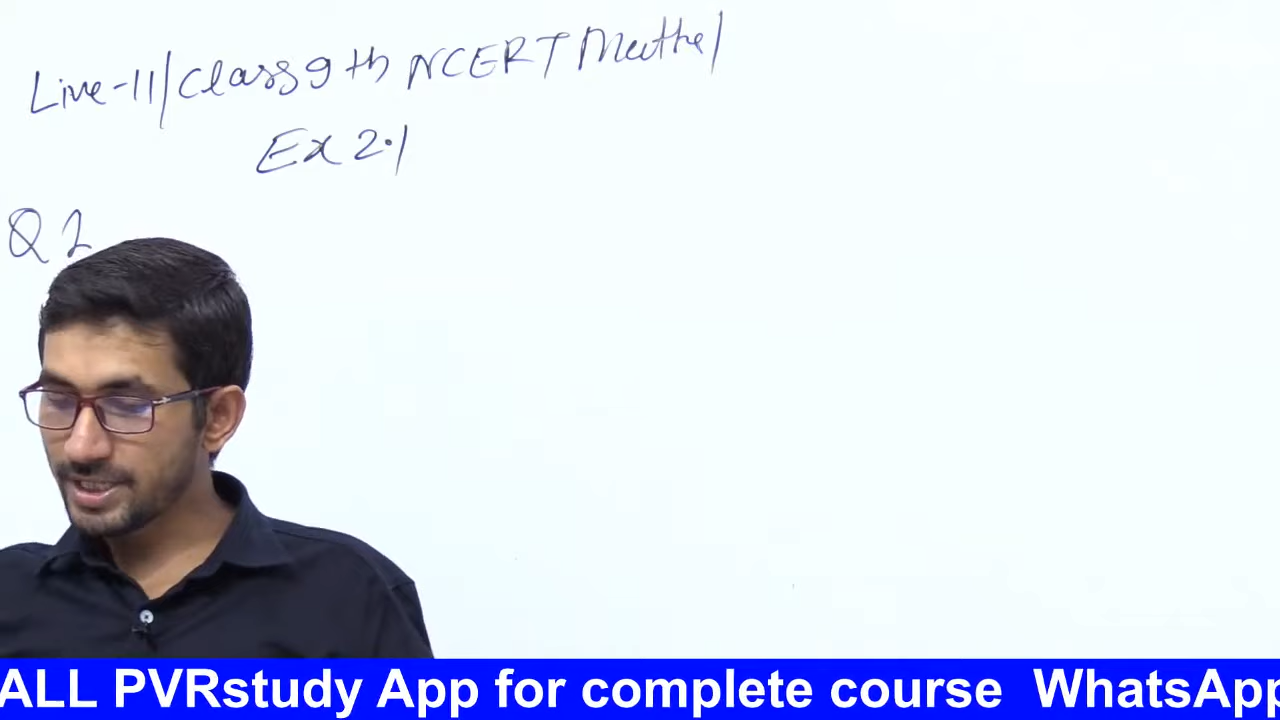 Live-11/Class 9th NCERT Maths/
Ex 2.1
Q 2
ALL PVRstudy App for complete course WhatsApp